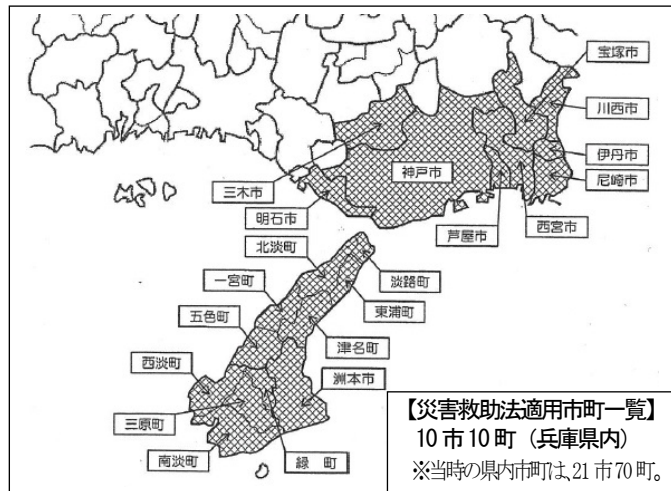 宝塚市
川西市
伊丹市
尼崎市
神戸市
三木市
明石市
芦屋市
西宮市
北淡町
淡路町
一宮町
東浦町
五色町
津名町
西淡町
洲本市
三原町
南淡町
緑 町
【災害救助法適用市町一覧】
10市10町（兵庫県内）
※当時の県内市町は、21市70町。